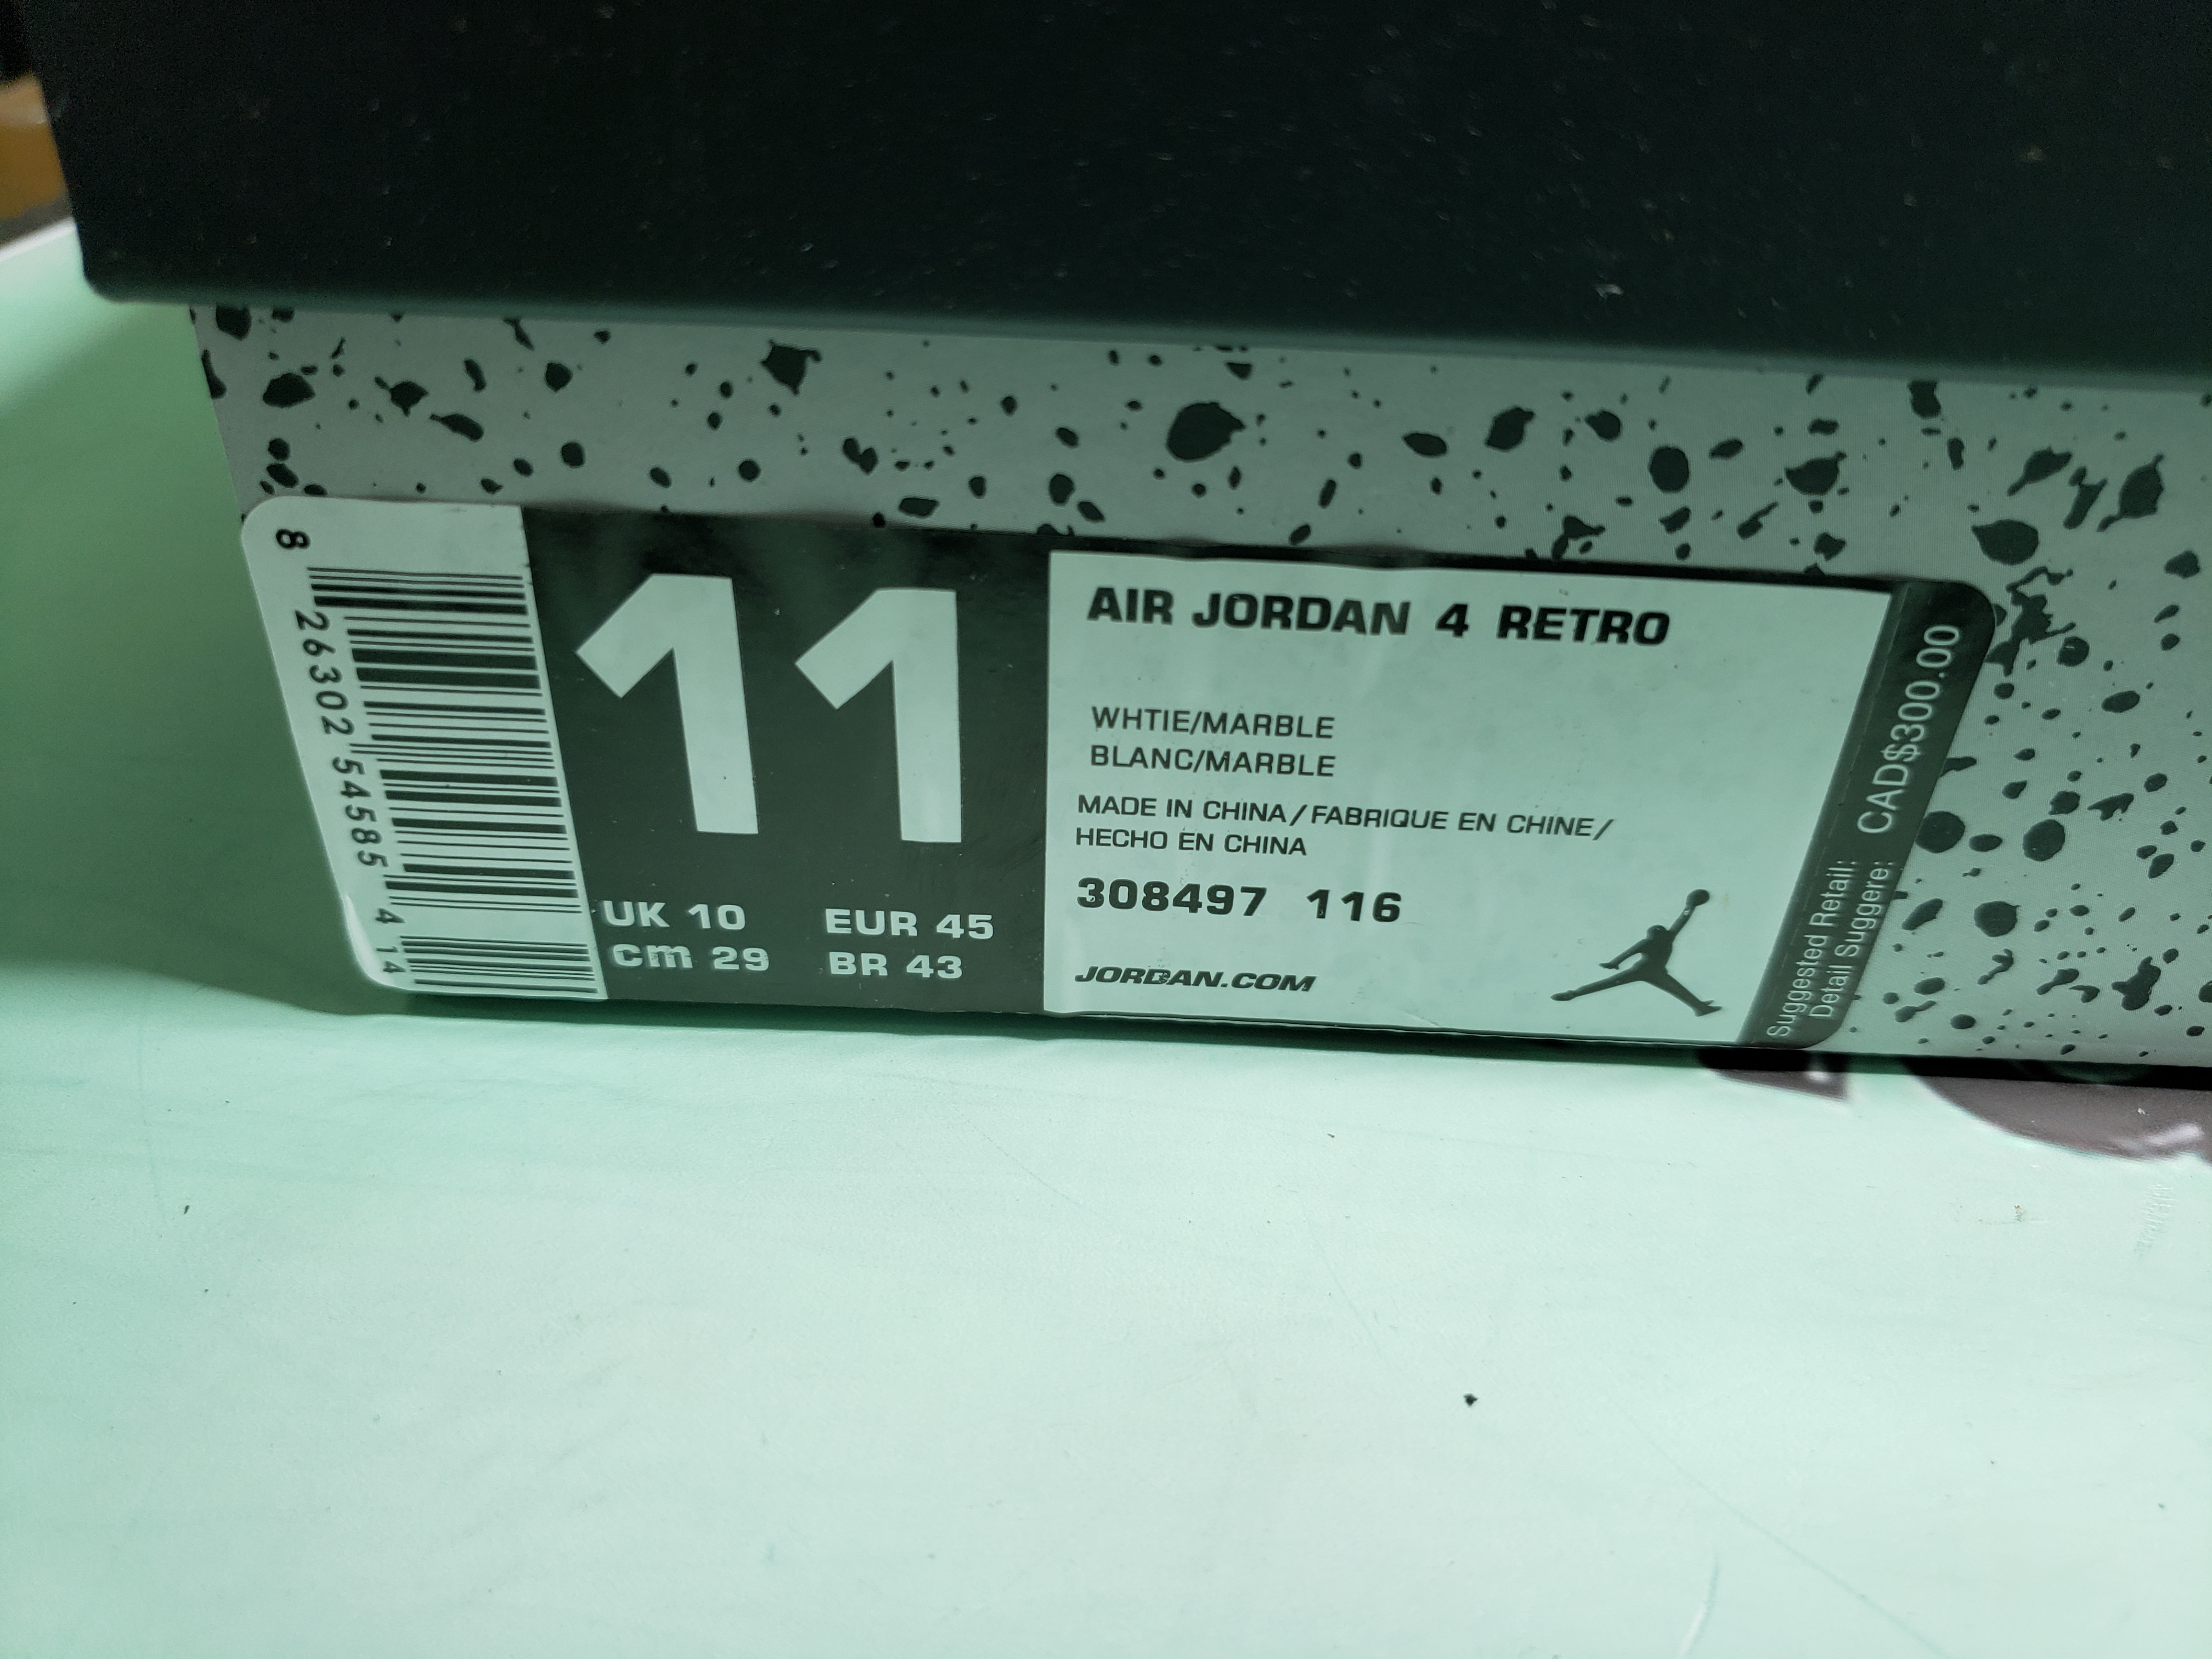 8 26302 54585 4 14
11
UK 10 EUR 45
cm 29 BR 43
AIR JORDAN 4 RETRO
WHTIE/MARBLE
BLANC/MARBLE
MADE IN CHINA/FABRIQUE EN CHINE/
HECHO EN CHINA
308497 116
JORDAN.COM
Suggested Retail:
Detail Suggere:
CAD$300.00